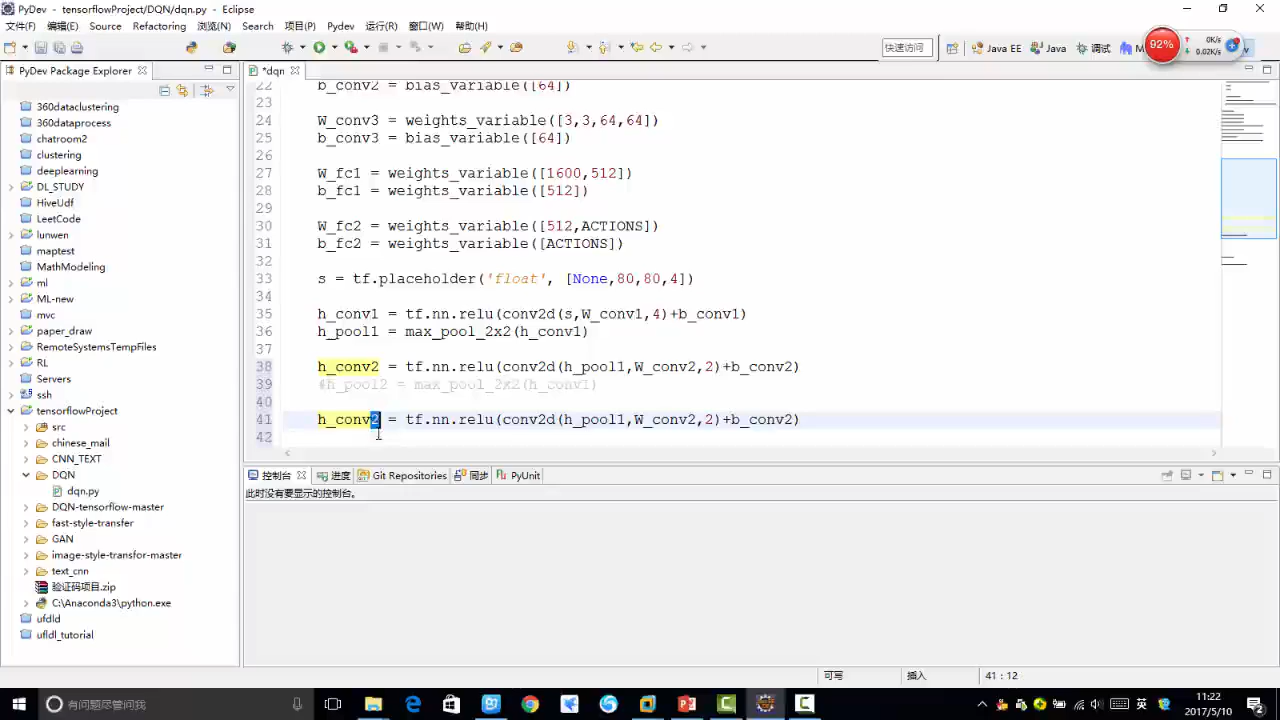 PyDev - tensorflowProject/DQN/dqn.py - Eclipse
文件(F) 编辑(E) Source Refactoring 浏览(N) Search 项目(P) Pydev 运行(R) 窗口(W) 帮助(H)
快速访问 Java EE Java 调试 M
92% 0K/s
0.02K/s
PyDev Package Explorer
360dataclustering
360dataprocess
chatroom2
clustering
deeplearning
DL_STUDY
HiveUdf
LeetCode
lunwen
maptest
MathModeling
ml
ML-new
mvc
paper_draw
RemoteSystemsTempFiles
RL
Servers
ssh
tensorflowProject
src
chinese_mail
CNN_TEXT
DQN
dqn.py
DQN-tensorflow-master
fast-style-transfer
GAN
image-style-transfor-master
text_cnn
验证码项目.zip
C:\Anaconda3\python.exe
ufdld
ufldl_tutorial
*dqn
22 b_conv2 = bias_variable([64])
23
24 W_conv3 = weights_variable([3,3,64,64])
25 b_conv3 = bias_variable([64])
26
27 W_fc1 = weights_variable([1600,512])
28 b_fc1 = weights_variable([512])
29
30 W_fc2 = weights_variable([512,ACTIONS])
31 b_fc2 = weights_variable([ACTIONS])
32
33 s = tf.placeholder('float', [None,80,80,4])
34
35 h_conv1 = tf.nn.relu(conv2d(s,W_conv1,4)+b_conv1)
36 h_pool1 = max_pool_2x2(h_conv1)
37
38 h_conv2 = tf.nn.relu(conv2d(h_pool1,W_conv2,2)+b_conv2)
39 #h_pool2 = max_pool_2x2(h_conv1)
40
41 h_conv2 = tf.nn.relu(conv2d(h_pool1,W_conv2,2)+b_conv2)
42
控制台 进度 Git Repositories 同步 PyUnit
此时没有要显示的控制台。
可写 插入 41 : 12
有问题尽管问我
英
11:22
2017/5/10